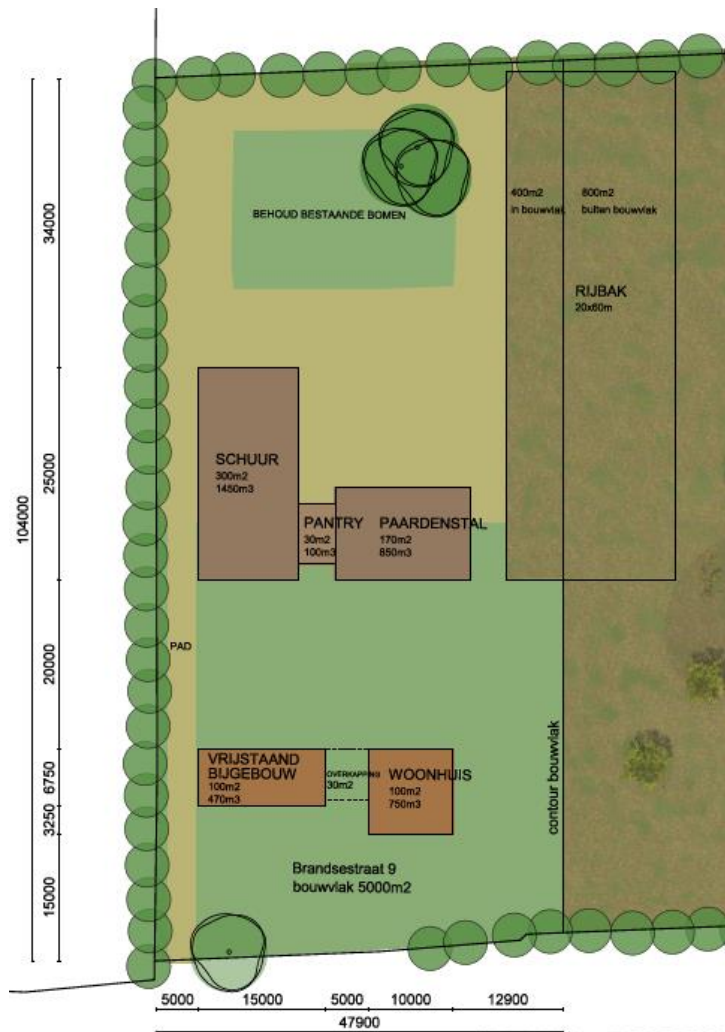 400m2
in bouwvlak
800m2
buiten bouwvlak
BEHOUD BESTAANDE BOMEN
RIJBAK
20x60m
34000
SCHUUR
300m2
1450m3
25000
104000
PANTRY
30m2
100m3
PAARDENSTAL
170m2
850m3
PAD
20000
contour bouwvlak
VRIJSTAAND
BIJGEBOUW
100m2
470m3
OVERKAPPING
30m2
WOONHUIS
100m2
750m3
6750
3250
15000
Brandsestraat 9
bouwvlak 5000m2
5000
15000
5000
10000
12900
47900